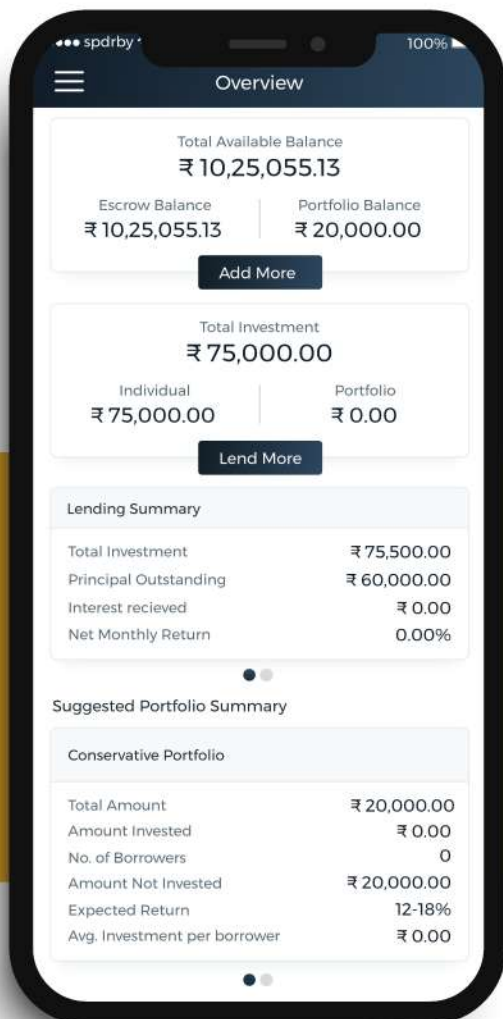 spdrby
100%
Overview
Total Available Balance
₹ 10,25,055.13
Escrow Balance Portfolio Balance
₹ 10,25,055.13 ₹ 20,000.00
Add More
Total Investment
₹ 75,000.00
Individual Portfolio
₹ 75,000.00 ₹ 0.00
Lend More
Lending Summary
Total Investment ₹ 75,500.00
Principal Outstanding ₹ 60,000.00
Interest recieved ₹ 0.00
Net Monthly Return 0.00%
Suggested Portfolio Summary
Conservative Portfolio
Total Amount ₹ 20,000.00
Amount Invested ₹ 0.00
No. of Borrowers 0
Amount Not Invested ₹ 20,000.00
Expected Return 12-18%
Avg. Investment per borrower ₹ 0.00